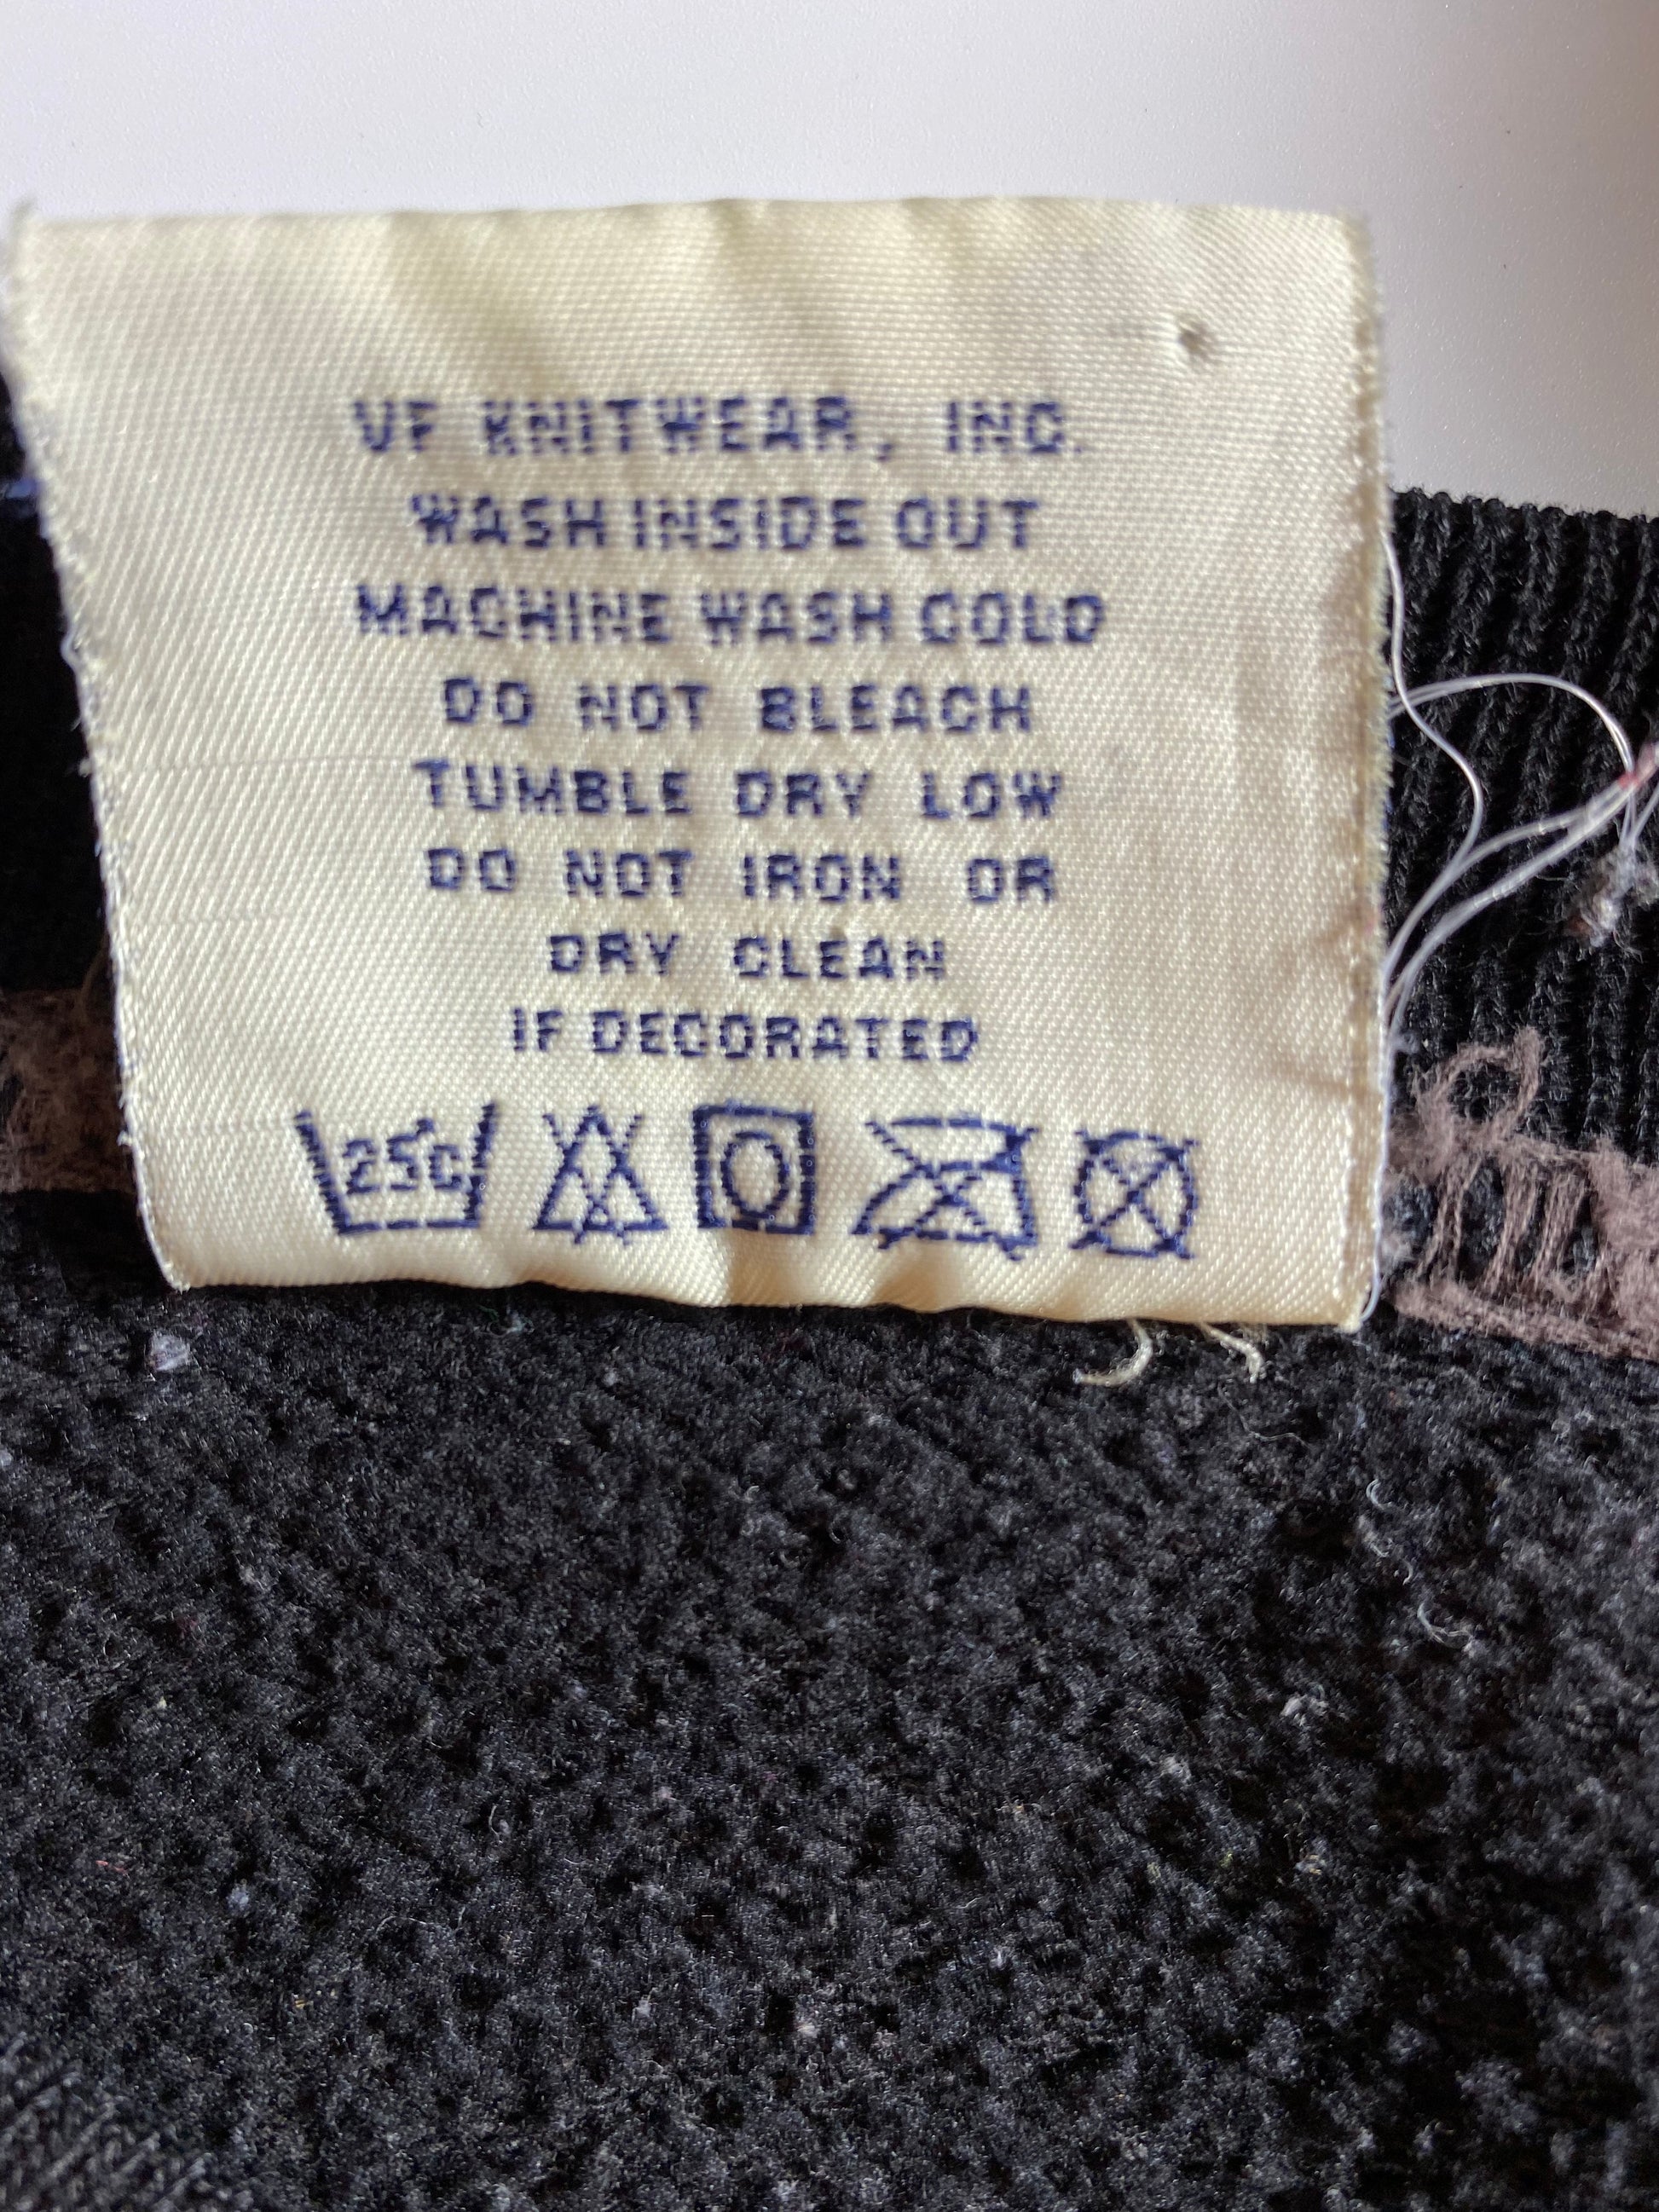 VF KNITWEAR, INC.
WASH INSIDE OUT
MACHINE WASH COLD
DO NOT BLEACH
TUMBLE DRY LOW
DO NOT IRON OR
DRY CLEAN
IF DECORATED
25°C